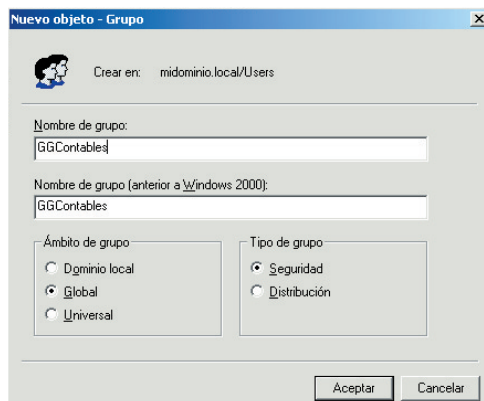 Nuevo objeto - Grupo
Crear en: midominio.local/Users
Nombre de grupo:
GGContables
Nombre de grupo (anterior a Windows 2000):
GGContables
Ámbito de grupo
Dominio local
Global
Universal
Tipo de grupo
Seguridad
Distribución
Aceptar Cancelar